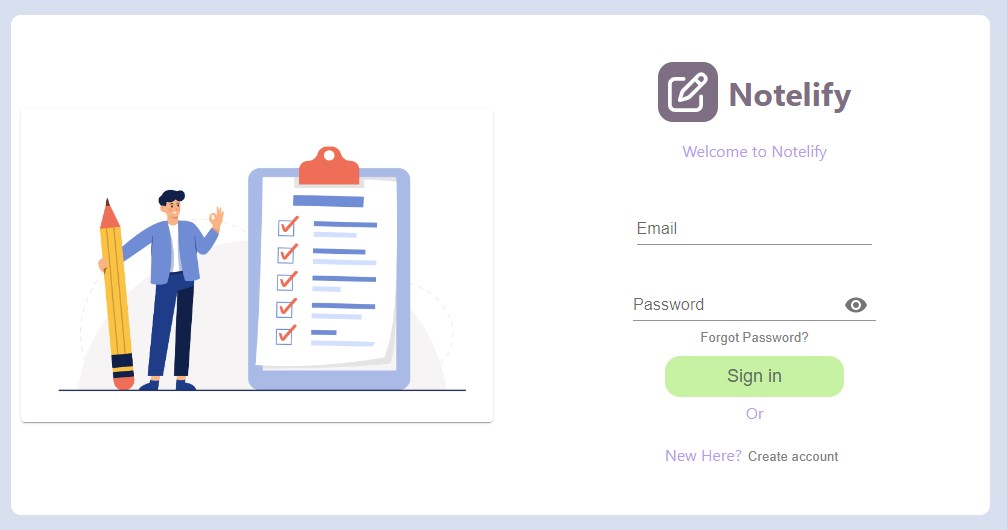 Notelify
Welcome to Notelify
Email
Password
Forgot Password?
Sign in
Or
New Here? Create account